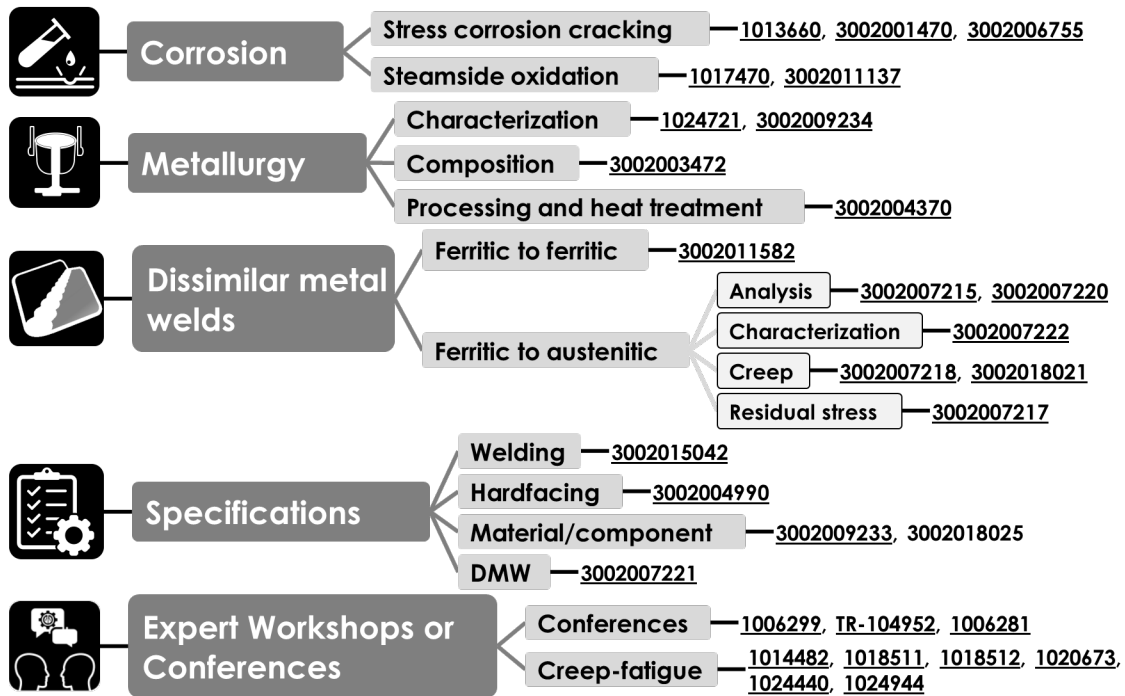 Corrosion
Stress corrosion cracking
1013660, 3002001470, 3002006755
Steamside oxidation
1017470, 3002011137
Metallurgy
Characterization
1024721, 3002009234
Composition
3002003472
Processing and heat treatment
3002004370
Dissimilar metal
welds
Ferritic to ferritic
3002011582
Ferritic to austenitic
Analysis
3002007215, 3002007220
Characterization
3002007222
Creep
3002007218, 3002018021
Residual stress
3002007217
Specifications
Welding
3002015042
Hardfacing
3002004990
Material/component
3002009233, 3002018025
DMW
3002007221
Expert Workshops or
Conferences
Conferences
1006299, TR-104952, 1006281
Creep-fatigue
1014482, 1018511, 1018512, 1020673,
1024440, 1024944